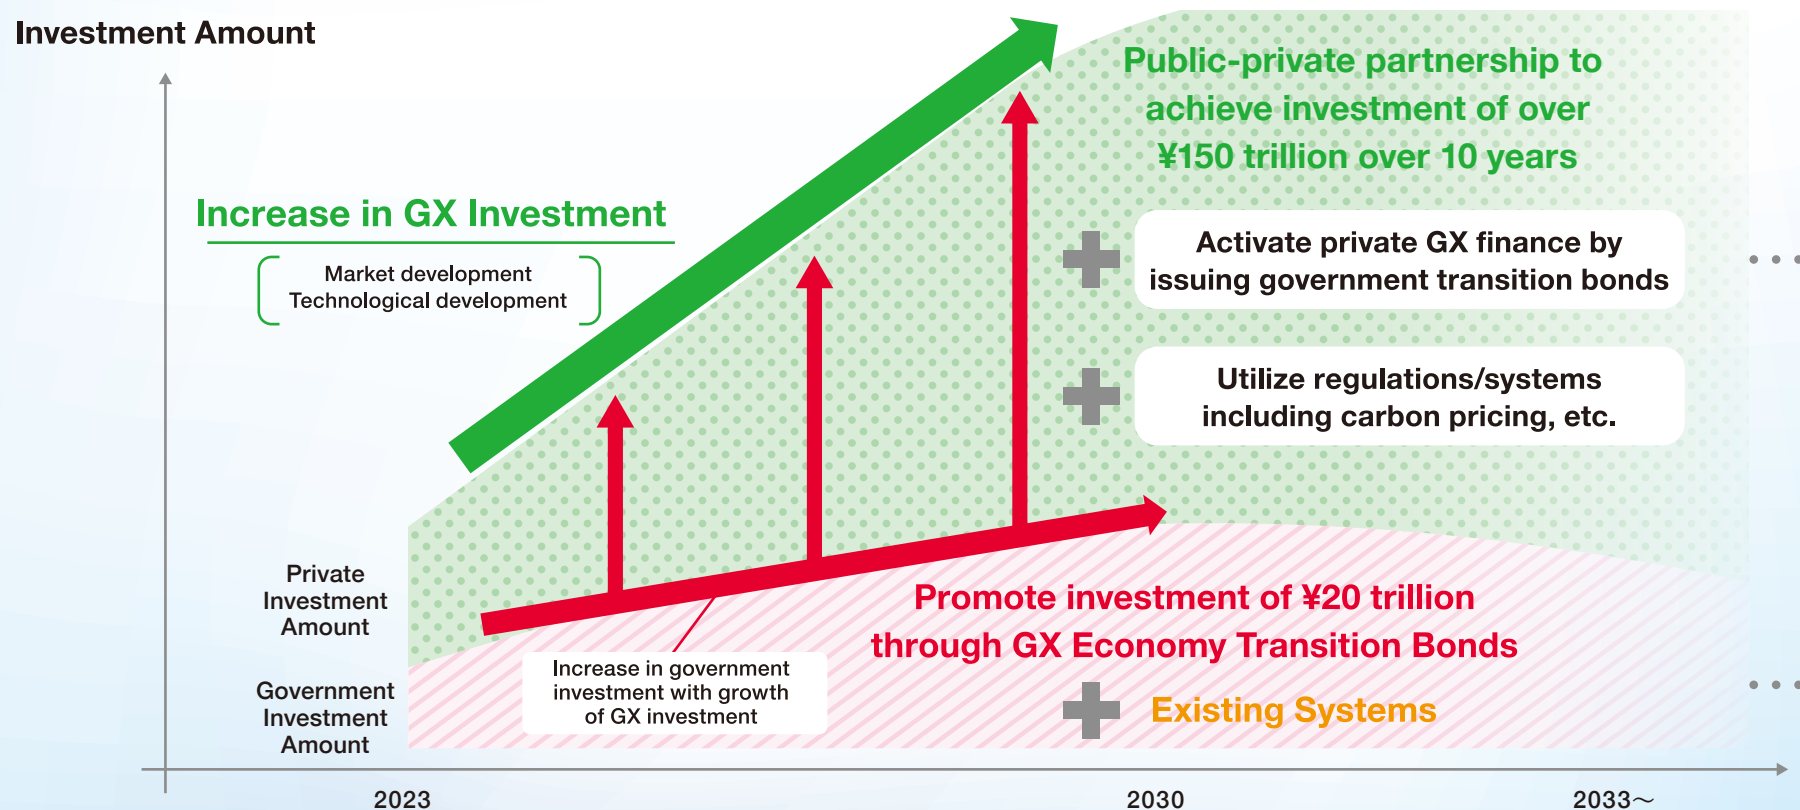 Investment Amount
Public-private partnership to
achieve investment of over
¥150 trillion over 10 years
Increase in GX Investment
Market development
Technological development
Activate private GX finance by
issuing government transition bonds
Utilize regulations/systems
including carbon pricing, etc.
Private
Investment
Amount
Promote investment of ¥20 trillion
through GX Economy Transition Bonds
Increase in government
investment with growth
of GX investment
Government
Investment
Amount
Existing Systems
2023
2030
2033～